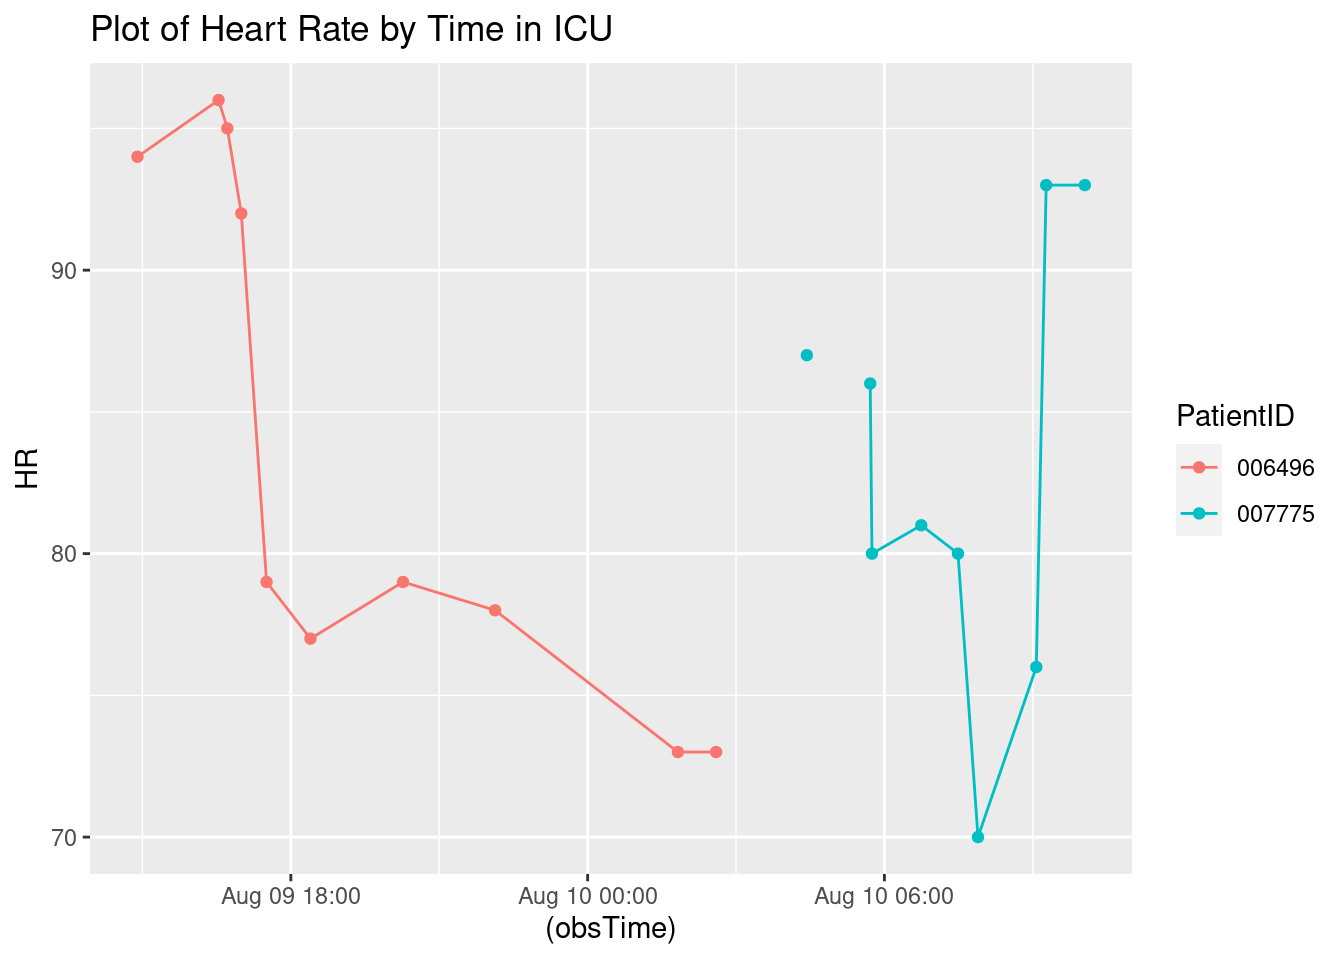 Plot of Heart Rate by Time in ICU
90
80
70
HR
Aug 09 18:00
Aug 10 00:00
Aug 10 06:00
(obsTime)
PatientID
006496
007775